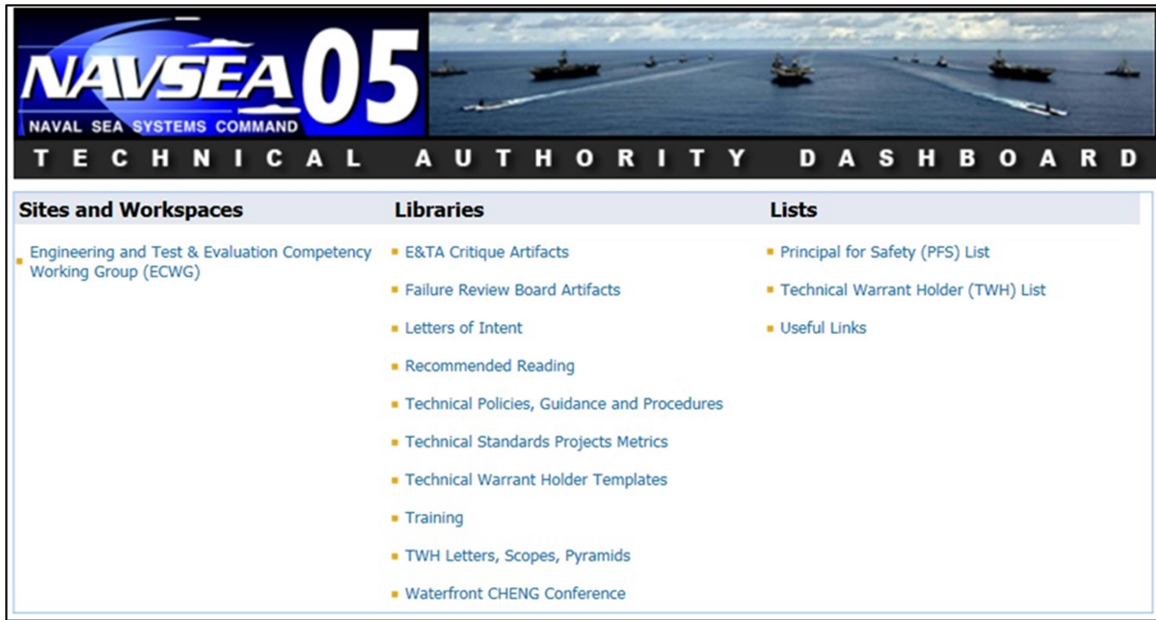 NAVSEA 05
NAVAL SEA SYSTEMS COMMAND
TECHNICAL AUTHORITY DASHBOARD
Sites and Workspaces
Engineering and Test & Evaluation Competency
Working Group (ECWG)
Libraries
E&TA Critique Artifacts
Failure Review Board Artifacts
Letters of Intent
Recommended Reading
Technical Policies, Guidance and Procedures
Technical Standards Projects Metrics
Technical Warrant Holder Templates
Training
TWH Letters, Scopes, Pyramids
Waterfront CHENG Conference
Lists
Principal for Safety (PFS) List
Technical Warrant Holder (TWH) List
Useful Links